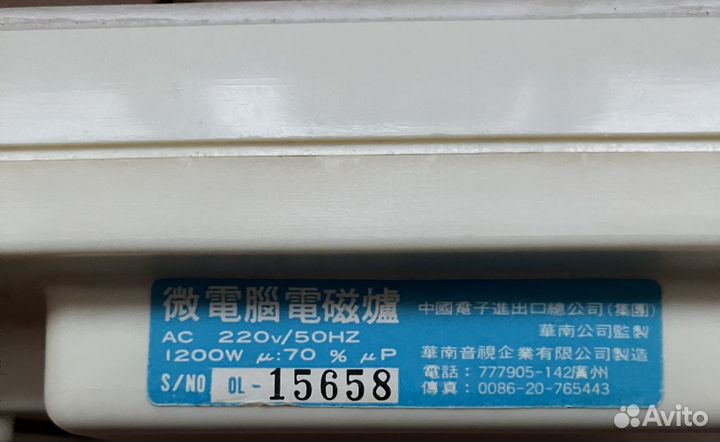 微電腦電磁爐
AC 220v/50HZ
1200W μ:70 % μP
S/NO OL-15658
中國電子進出口總公司(集團)
華南公司監製
華南音視企業有限公司製造
電話：777905-142廣州
傳真：0086-20-765443
Avito